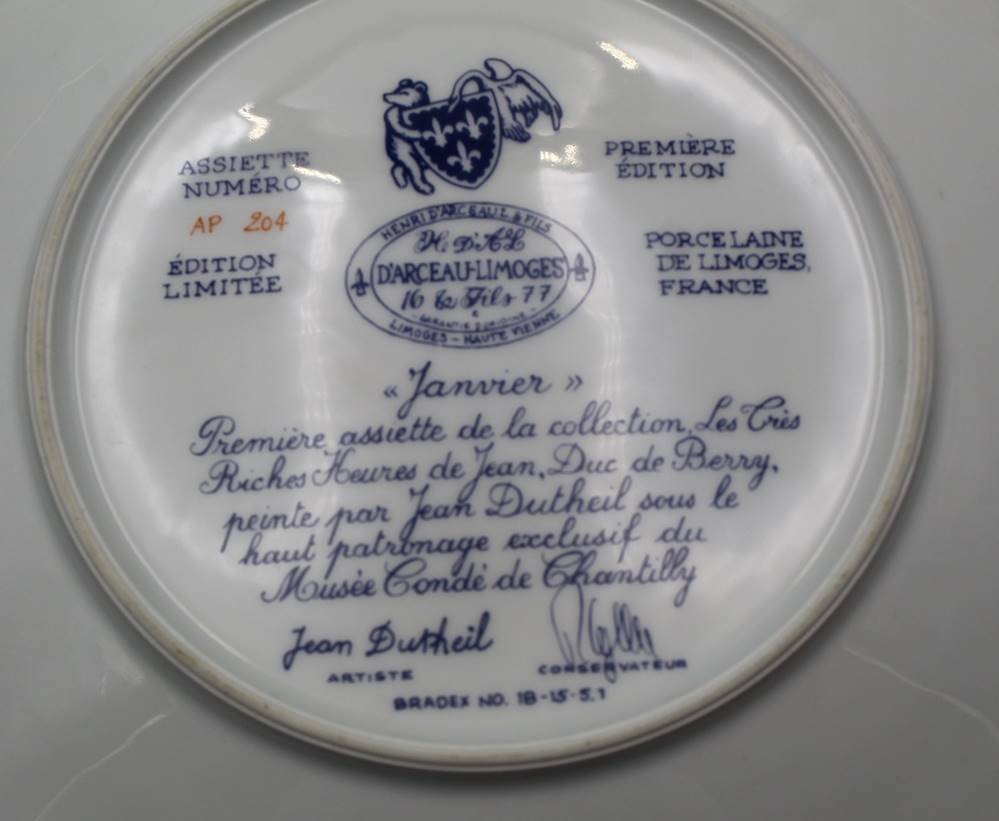 ASSIETTE
NUMÉRO
AP 204
ÉDITION
LIMITÉE
PREMIÈRE
ÉDITION
PORCELAINE
DE LIMOGES,
FRANCE
HENRI D'ARCEAU L & FILS
H. D'A L
D'ARCEAU-LIMOGES
16 & Fils 77
GARANTIE D'ORIGINE
LIMOGES - HAUTE VIENNE
« Janvier »
Première assiette de la collection, Les Très
Riches Heures de Jean, Duc de Berry,
peinte par Jean Dutheil sous le
haut patronage exclusif du
Musée Condé de Chantilly
Jean Dutheil
ARTISTE
CONSERVATEUR
BRADEX NO. 18-15-5.1